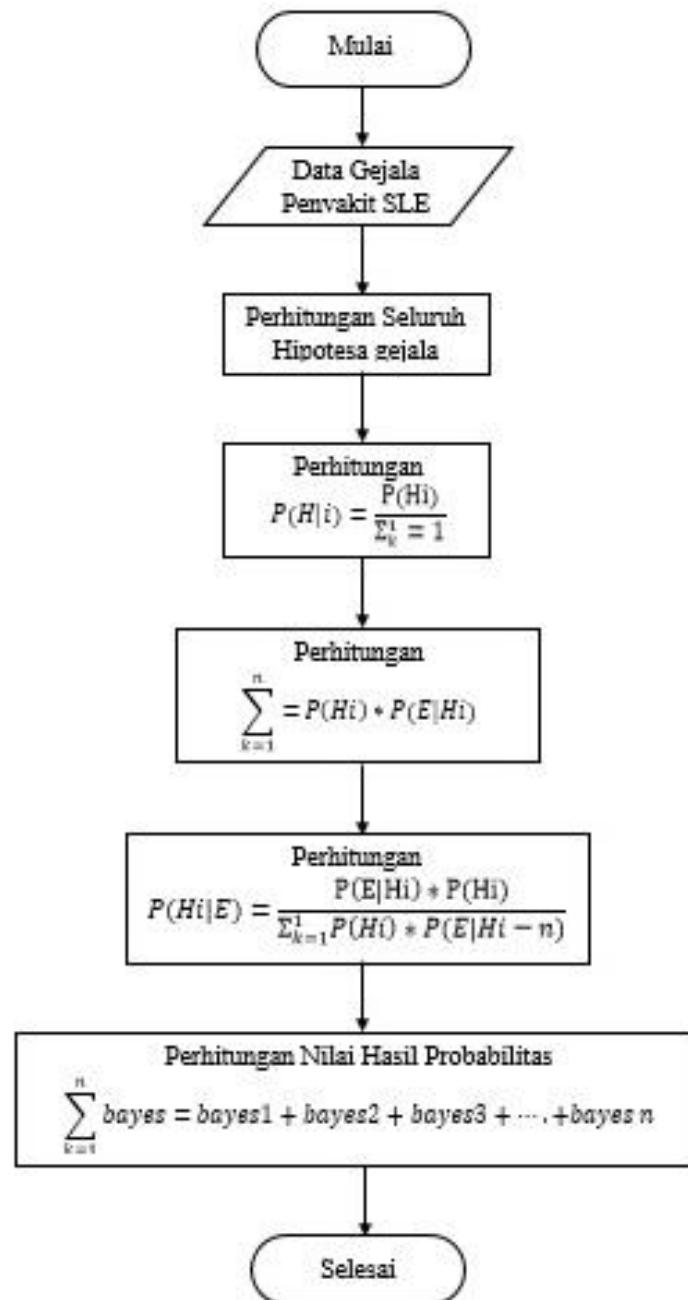 Mulai
Data Gejala
Penyakit SLE
Perhitungan Seluruh
Hipotesa gejala
Perhitungan
P(H|i) = P(Hi) / Σ_k^1 = 1
Perhitungan
∑_{k=1}^n = P(Hi) * P(E|Hi)
Perhitungan
P(Hi|E) = P(E|Hi) * P(Hi) / Σ_{k=1}^1 P(Hi) * P(E|Hi − n)
Perhitungan Nilai Hasil Probabilitas
∑_{k=1}^n bayes = bayes1 + bayes2 + bayes3 + ⋯ . +bayes n
Selesai